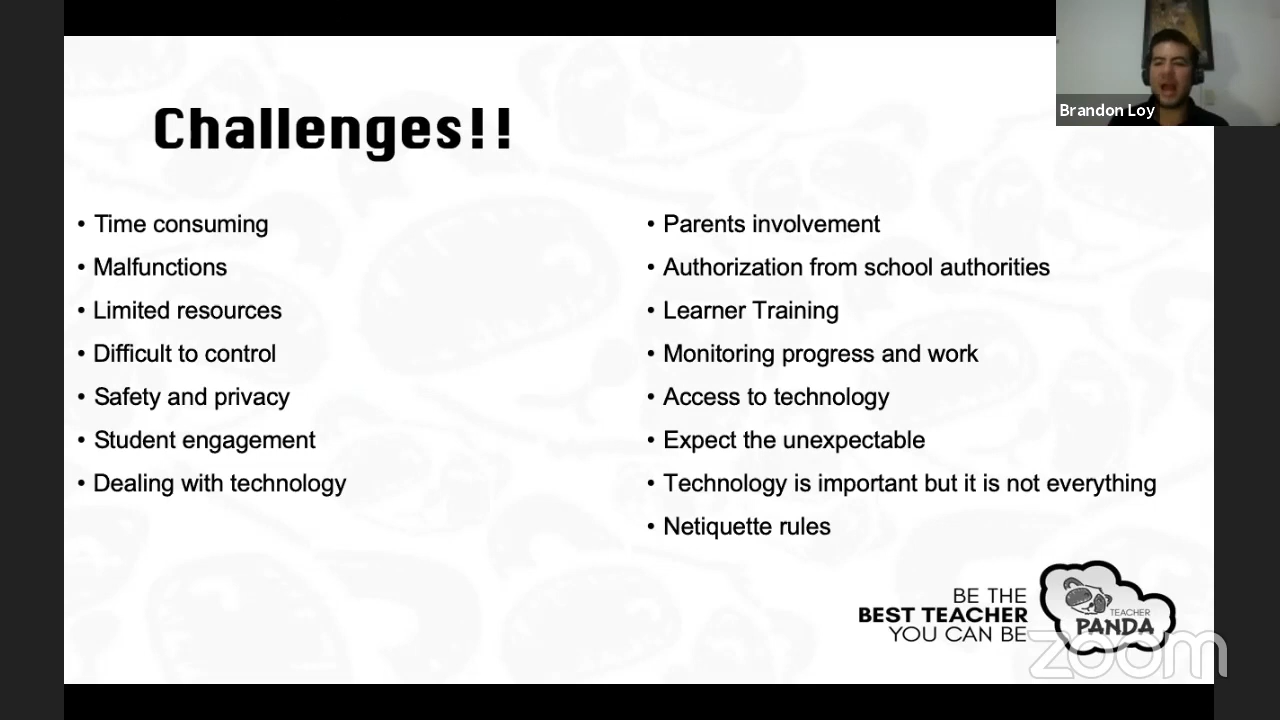 Brandon Loy
Challenges!!
• Time consuming
• Malfunctions
• Limited resources
• Difficult to control
• Safety and privacy
• Student engagement
• Dealing with technology
• Parents involvement
• Authorization from school authorities
• Learner Training
• Monitoring progress and work
• Access to technology
• Expect the unexpectable
• Technology is important but it is not everything
• Netiquette rules
BE THE
BEST TEACHER
YOU CAN BE
TEACHER
PANDA
zoom